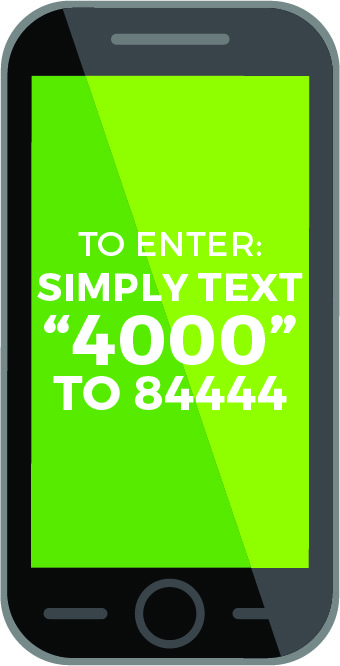 TO ENTER:
SIMPLY TEXT
“4000”
TO 84444